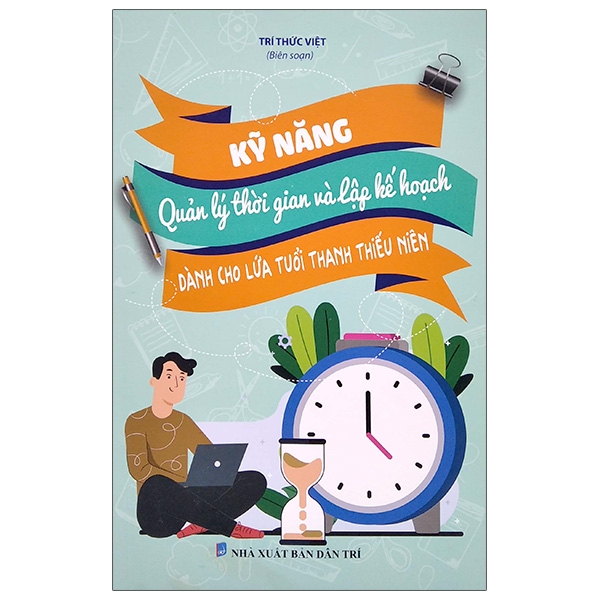 TRÍ THỨC VIỆT
(Biên soạn)
KỸ NĂNG
Quản lý thời gian và lập kế hoạch
DÀNH CHO LỨA TUỔI THANH THIẾU NIÊN
NHÀ XUẤT BẢN DÂN TRÍ